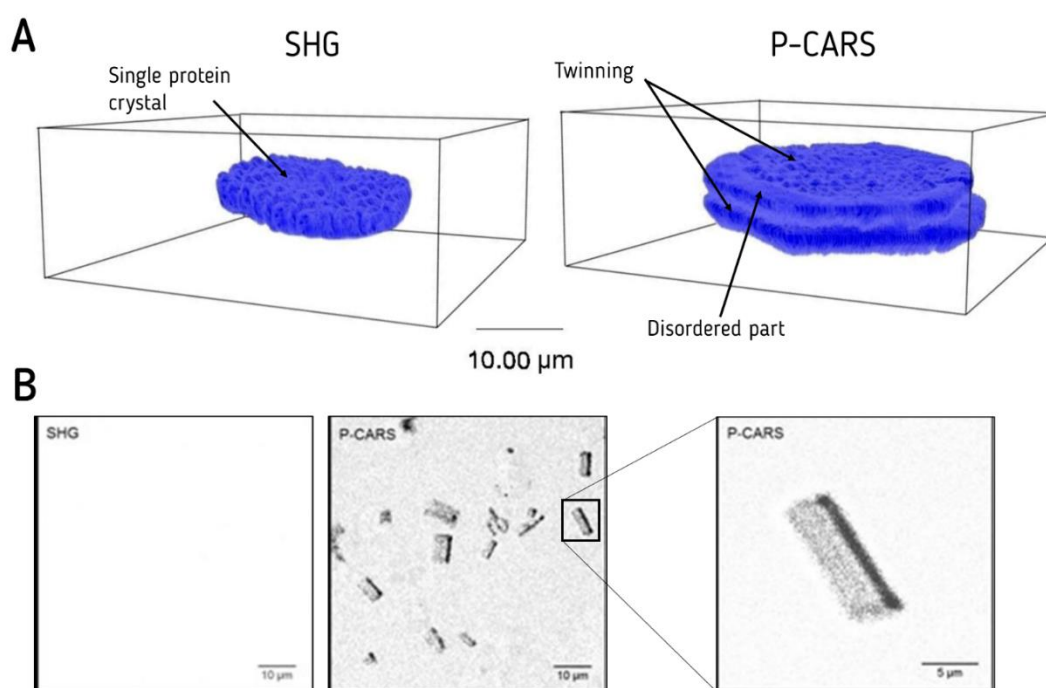 A
SHG
P-CARS
Single protein
crystal
Twinning
Disordered part
10.00 µm
B
SHG
P-CARS
P-CARS
10 µm
10 µm
5 µm